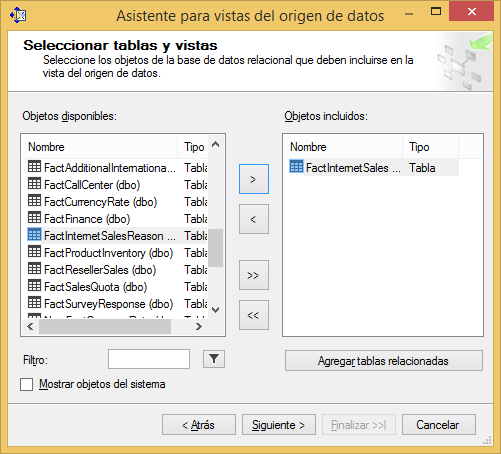 Asistente para vistas del origen de datos
Seleccionar tablas y vistas
Seleccione los objetos de la base de datos relacional que deben incluirse en la
vista del origen de datos.
Objetos disponibles:
Nombre Tipo
FactAdditionalInternationa... Tabla
FactCallCenter (dbo) Tabla
FactCurrencyRate (dbo) Tabla
FactFinance (dbo) Tabla
FactInternetSalesReason ... Tabla
FactProductInventory (dbo) Tabla
FactResellerSales (dbo) Tabla
FactSalesQuota (dbo) Tabla
FactSurveyResponse (dbo) Tabla
>
<
>>
<<
Objetos incluidos:
Nombre Tipo
FactInternetSales ... Tabla
Filtro:
Agregar tablas relacionadas
Mostrar objetos del sistema
< Atrás
Siguiente >
Finalizar >>|
Cancelar